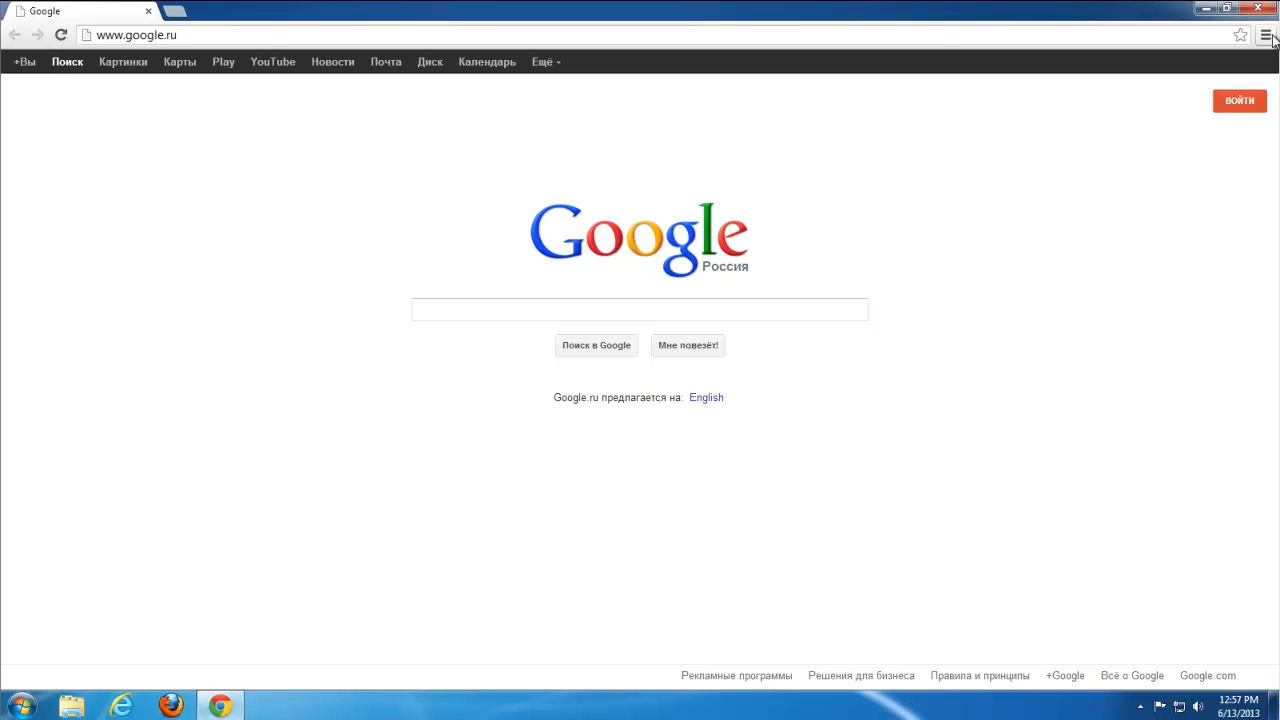 Google
www.google.ru
+Вы Поиск Картинки Карты Play YouTube Новости Почта Диск Календарь Ещё
ВОЙТИ
Google
Россия
Поиск в Google Мне повезёт!
Google.ru предлагается на: English
Рекламные программы Решения для бизнеса Правила и принципы +Google Всё о Google Google.com
12:57 PM
6/13/2013